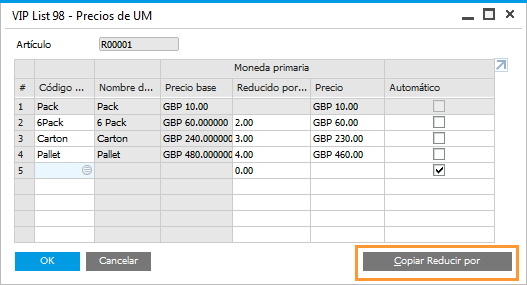 VIP List 98 - Precios de UM
Artículo R00001
Moneda primaria
# Código ... Nombre d... Precio base Reducido por... Precio Automático
1 Pack Pack GBP 10.00 GBP 10.00
2 6Pack 6 Pack GBP 60.000000 2.00 GBP 60.00
3 Carton Carton GBP 240.000000 3.00 GBP 230.00
4 Pallet Pallet GBP 480.000000 4.00 GBP 460.00
5 0.00
OK Cancelar Copiar Reducir por